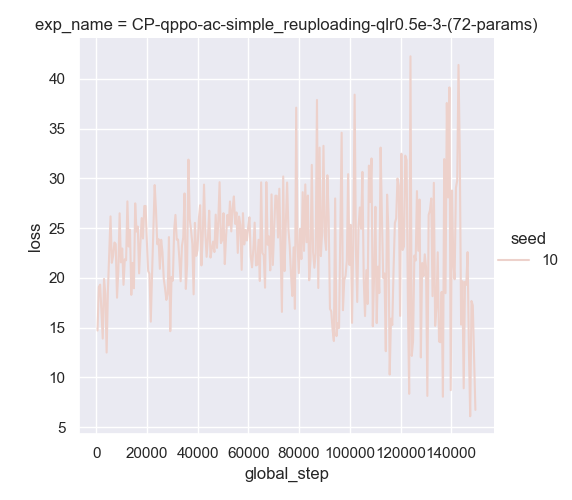 exp_name = CP-qppo-ac-simple_reuploading-qlr0.5e-3-(72-params)
40
35
30
25
20
15
10
5
loss
0 20000 40000 60000 80000 100000 120000 140000
global_step
seed
10